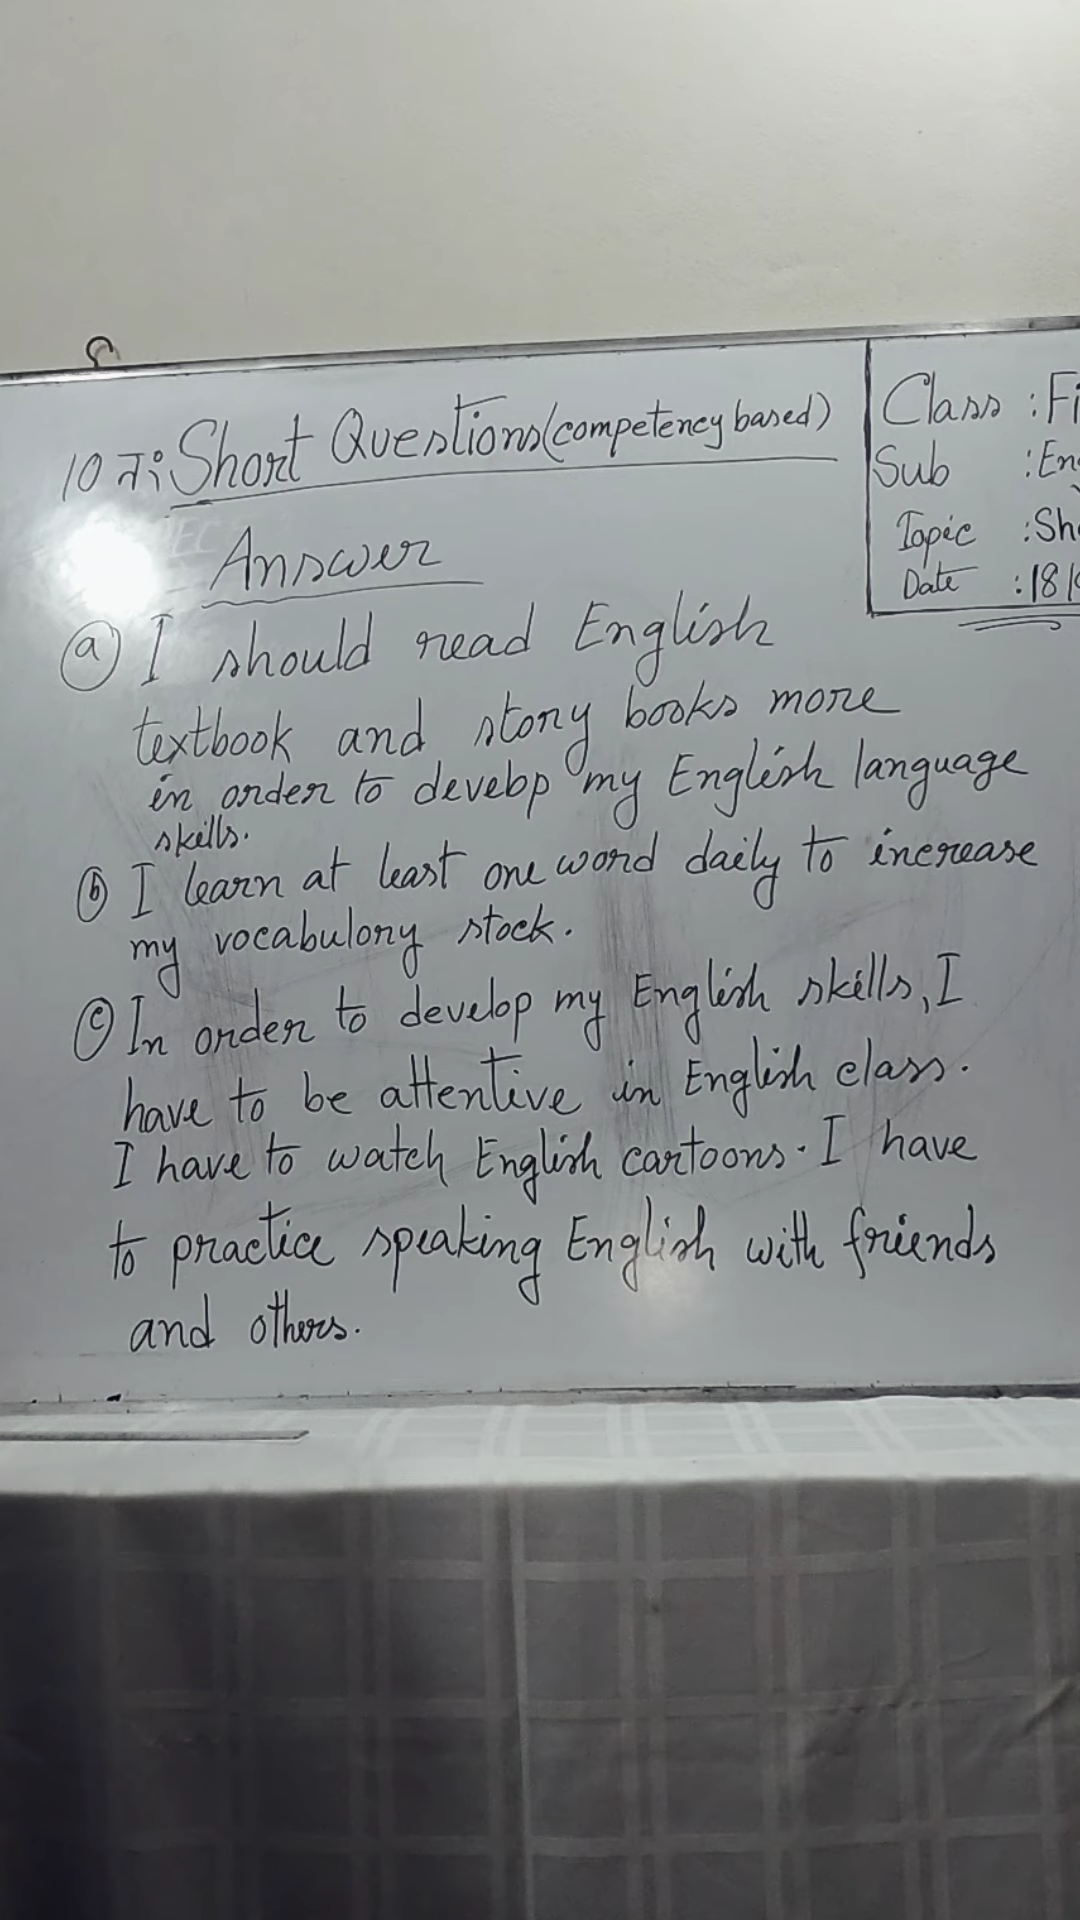 10 নং Short Questions (competency based)
Answer
(a) I should read English
textbook and story books more
in order to develop my English language
skills.
(b) I learn at least one word daily to increase
my vocabulory stock.
(c) In order to develop my English skills, I
have to be attentive in English class.
I have to watch English cartoons. I have
to practice speaking English with friends
and others.
Class : Fi
Sub : En
Topic : Sh
Date : 18/